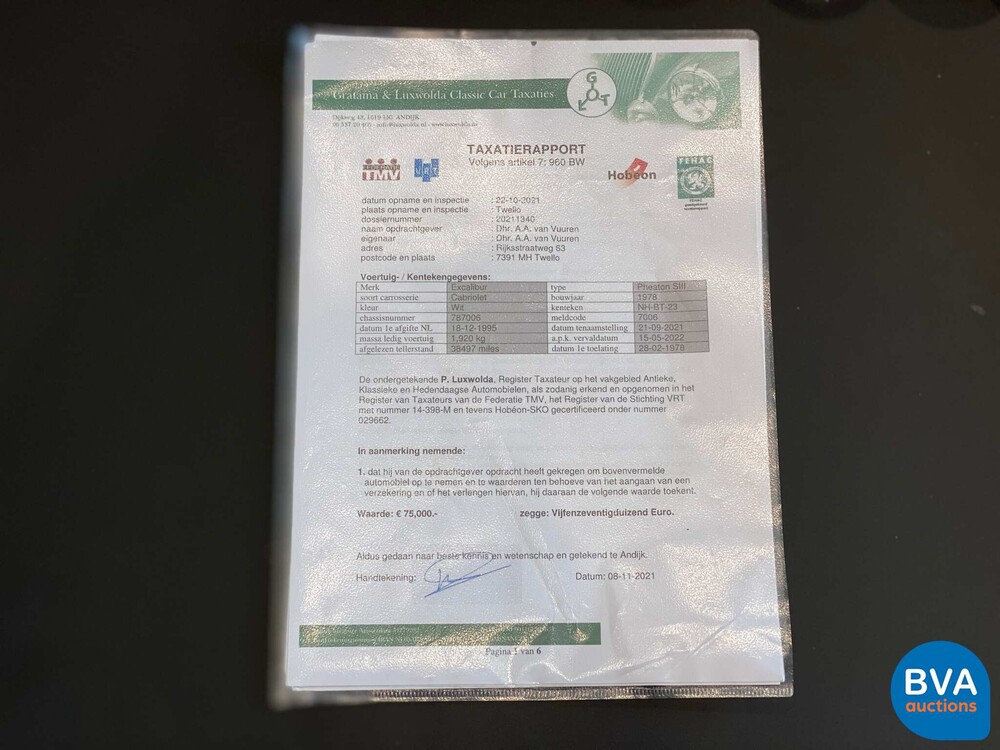 Gratama & Luxwolda Classic Car Taxaties
Dijkweg 48, 1619 HC ANDIJK
G T L
TAXATIERAPPORT
Volgens artikel 7: 960 BW
FEDERATIE TMV
VRT
Hobéon
FEHAC
FEHAC
datum opname en inspectie : 22-10-2021
plaats opname en inspectie : Twello
dossiernummer : 20211340
naam opdrachtgever : Dhr. A.A. van Vuuren
eigenaar : Dhr. A.A. van Vuuren
adres : Rijksstraatweg 63
postcode en plaats : 7391 MH Twello
Voertuig- / Kentekengegevens:
Merk Excalibur type Pheaton SIII
soort carrosserie Cabriolet bouwjaar 1978
kleur Wit kenteken NH-BT-23
chassisnummer 787006 meldcode 7006
datum 1e afgifte NL 18-12-1995 datum tenaamstelling 21-09-2021
massa ledig voertuig 1,920 kg a.p.k. vervaldatum 15-05-2022
afgelezen tellerstand 38497 miles datum 1e toelating 28-02-1978
De ondergetekende P. Luxwolda, Register Taxateur op het vakgebied Antieke,
Klassieke en Hedendaagse Automobielen, als zodanig erkend en opgenomen in het
Register van Taxateurs van de Federatie TMV, het Register van de Stichting VRT
met nummer 14-398-M en tevens Hobéon-SKO gecertificeerd onder nummer
029662.
In aanmerking nemende:
1. dat hij van de opdrachtgever opdracht heeft gekregen om bovenvermelde
automobiel op te nemen en te waarderen ten behoeve van het aangaan van een
verzekering en of het verlengen hiervan, hij daaraan de volgende waarde toekent.
Waarde: € 75,000.- zegge: Vijfenzeventigduizend Euro.
Aldus gedaan naar beste kennis en wetenschap en getekend te Andijk.
Handtekening: Datum: 08-11-2021
Pagina 1 van 6
BVA
auctions